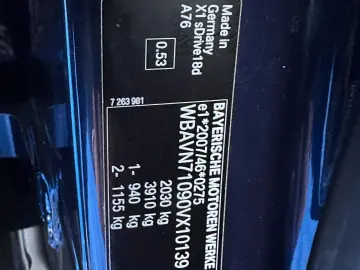 BAYERISCHE MOTOREN WERKE
e1*2007/46*0275
WBAVN71090VX10139
2030 kg
3910 kg
1- 940 kg
2- 1155 kg
7 263 981
0.53
Made in
Germany
X1 sDrive18d
A76